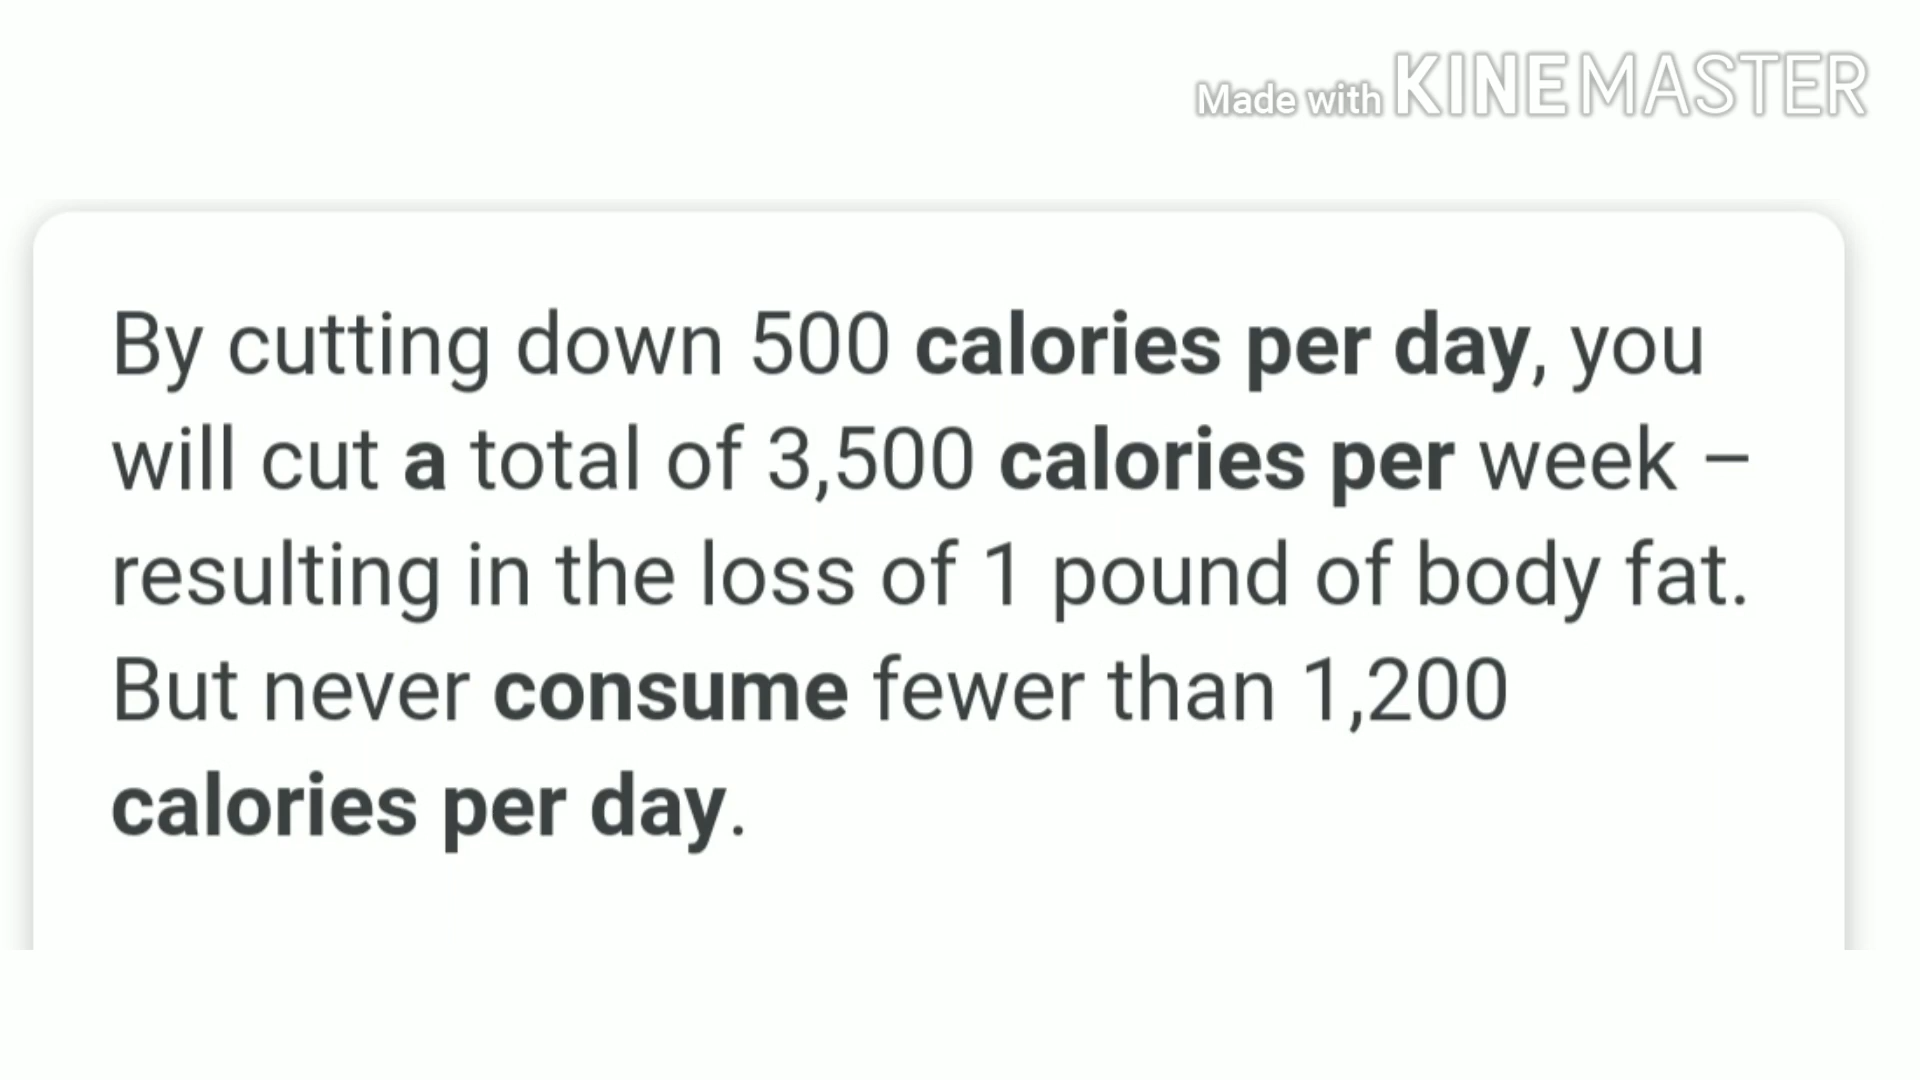 Made with KINEMASTER
By cutting down 500 calories per day, you
will cut a total of 3,500 calories per week –
resulting in the loss of 1 pound of body fat.
But never consume fewer than 1,200
calories per day.